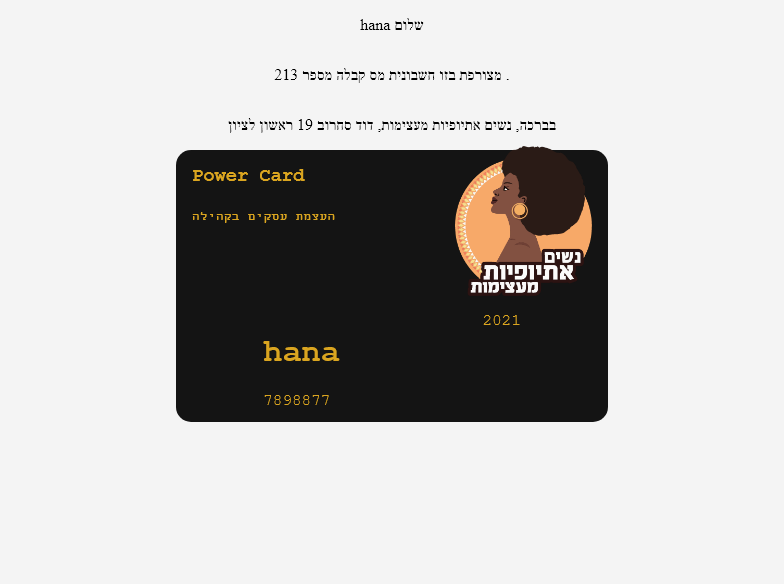 שלום hana
מצורפת בזו חשבונית מס קבלה מספר 213 .
בברכה, נשים אתיופיות מעצימות, דוד סחרוב 19 ראשון לציון
Power Card
העצמת עסקים בקהילה
נשים
אתיופיות
מעצימות
2021
hana
7898877